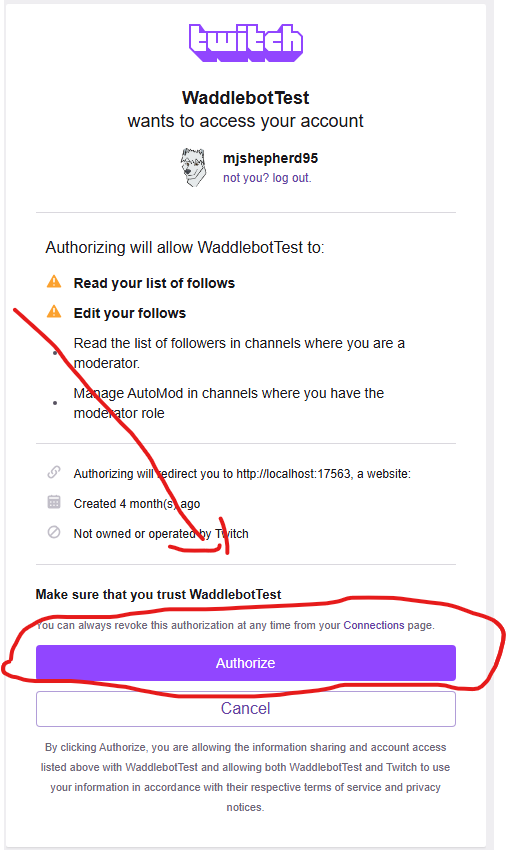 twitch
WaddlebotTest
wants to access your account
mjshepherd95
not you? log out.
Authorizing will allow WaddlebotTest to:
Read your list of follows
Edit your follows
Read the list of followers in channels where you are a
moderator.
Manage AutoMod in channels where you have the
moderator role
Authorizing will redirect you to http://localhost:17563, a website:
Created 4 month(s) ago
Not owned or operated by Twitch
Make sure that you trust WaddlebotTest
You can always revoke this authorization at any time from your Connections page.
Authorize
Cancel
By clicking Authorize, you are allowing the information sharing and account access
listed above with WaddlebotTest and allowing both WaddlebotTest and Twitch to use
your information in accordance with their respective terms of service and privacy
notices.